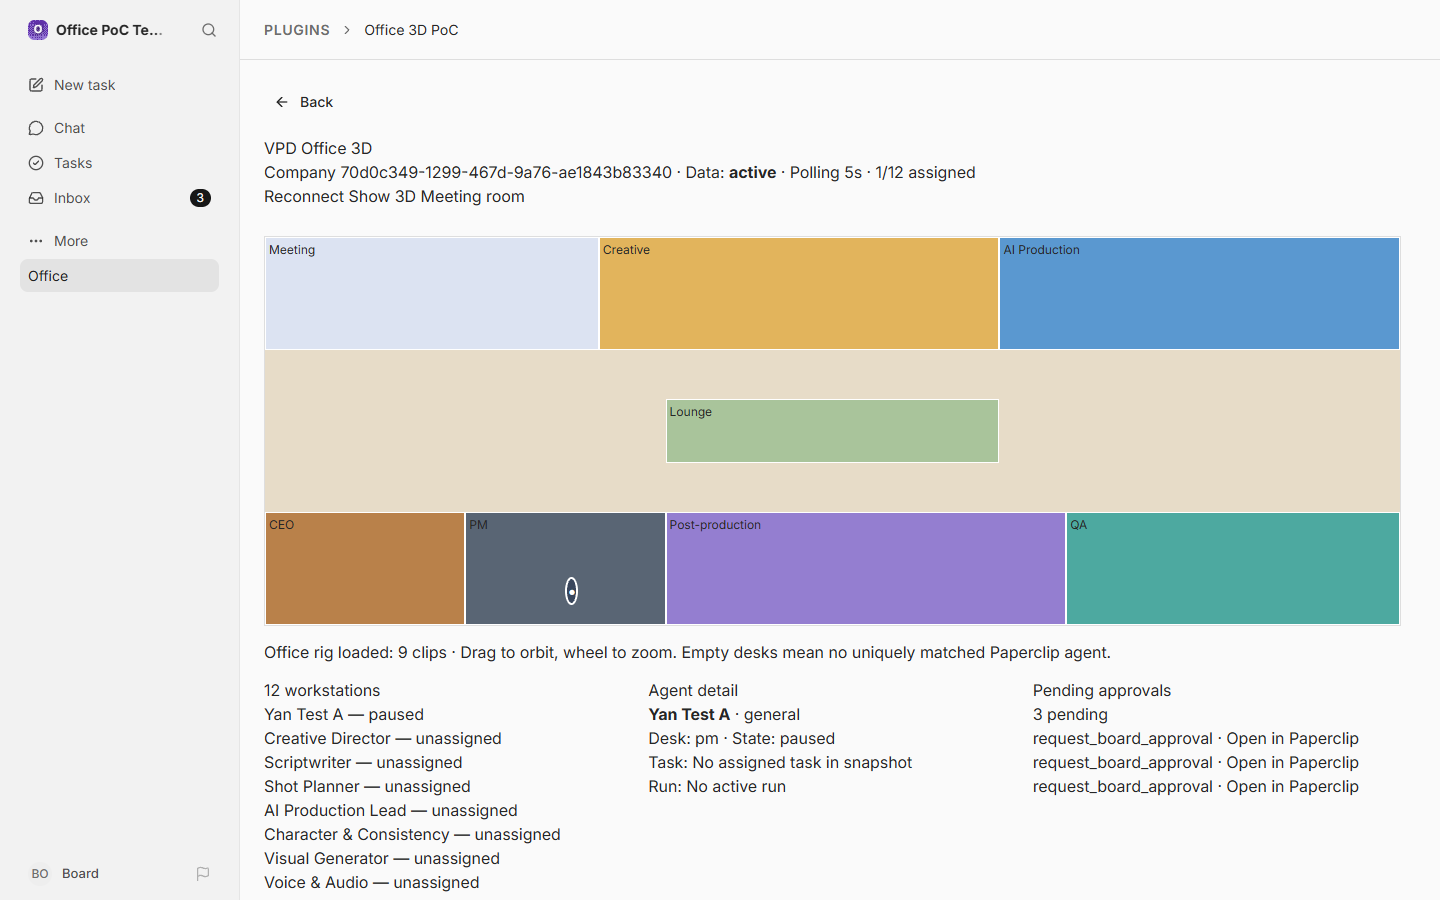 Office PoC Te...
New task
Chat
Tasks
Inbox 3
More
Office
BO Board
PLUGINS > Office 3D PoC
Back
VPD Office 3D
Company 70d0c349-1299-467d-9a76-ae1843b83340 · Data: active · Polling 5s · 1/12 assigned
Reconnect Show 3D Meeting room
Meeting
Creative
AI Production
Lounge
CEO
PM
Post-production
QA
Office rig loaded: 9 clips · Drag to orbit, wheel to zoom. Empty desks mean no uniquely matched Paperclip agent.
12 workstations
Yan Test A — paused
Creative Director — unassigned
Scriptwriter — unassigned
Shot Planner — unassigned
AI Production Lead — unassigned
Character & Consistency — unassigned
Visual Generator — unassigned
Voice & Audio — unassigned
Agent detail
Yan Test A · general
Desk: pm · State: paused
Task: No assigned task in snapshot
Run: No active run
Pending approvals
3 pending
request_board_approval · Open in Paperclip
request_board_approval · Open in Paperclip
request_board_approval · Open in Paperclip